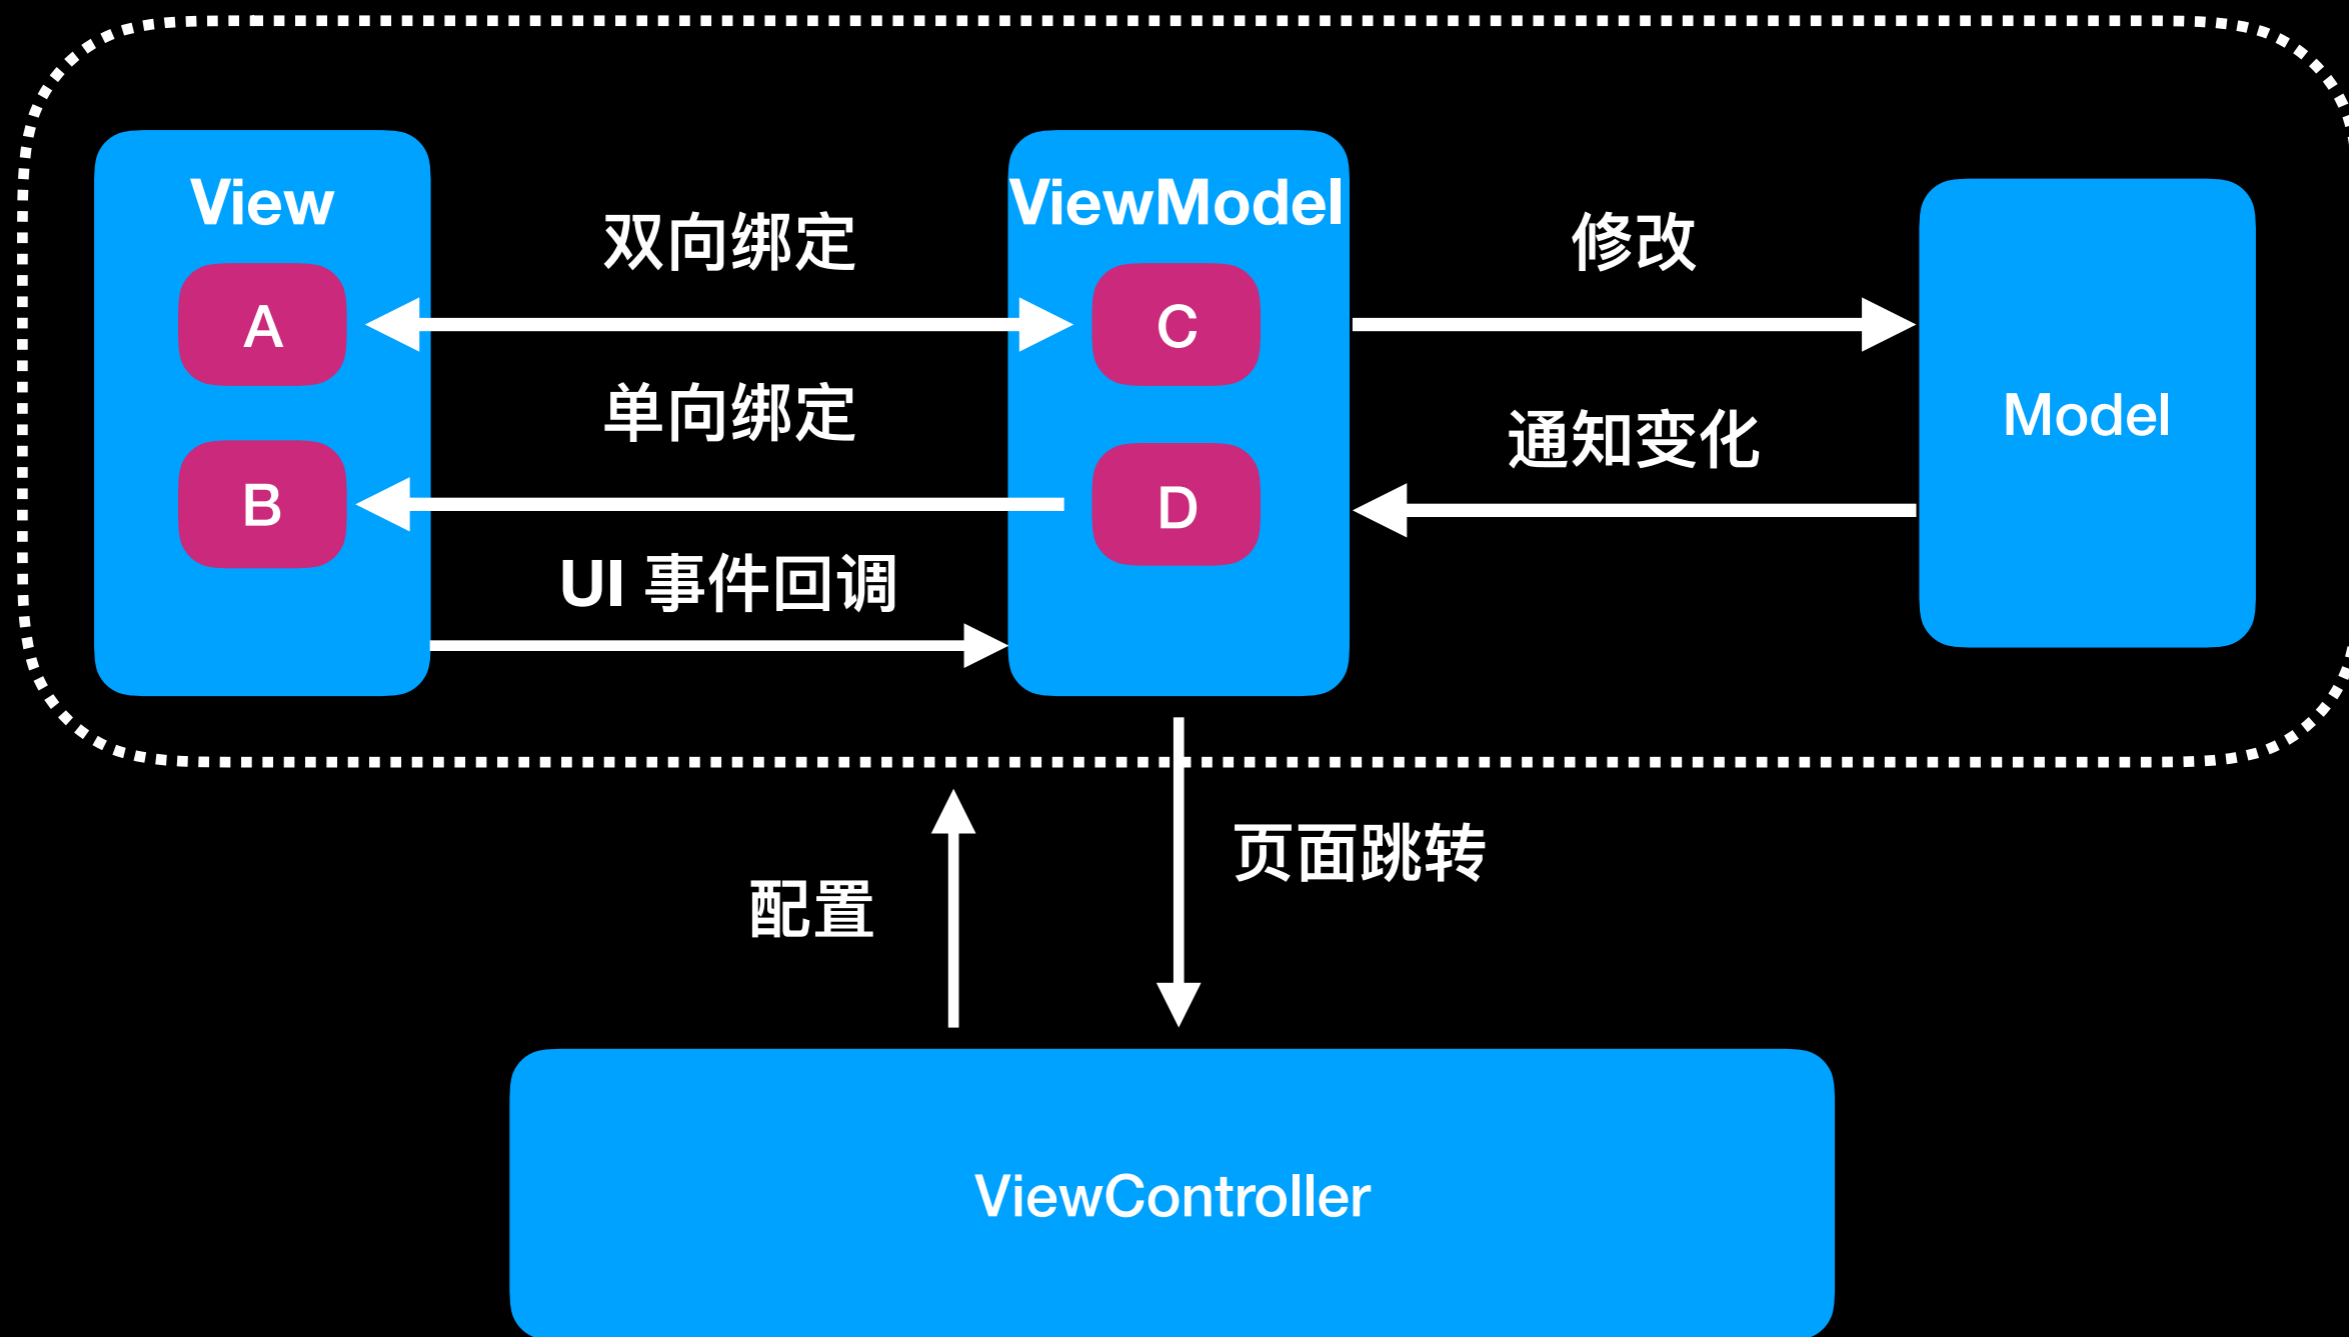 View
ViewModel
双向绑定
修改
A
C
单向绑定
通知变化
Model
B
D
UI 事件回调
页面跳转
配置
ViewController